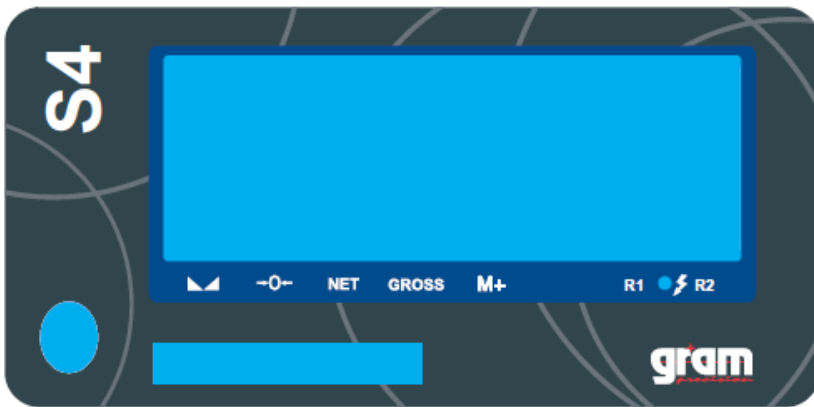 S4
→0← NET GROSS M+ R1 R2
gram
precision